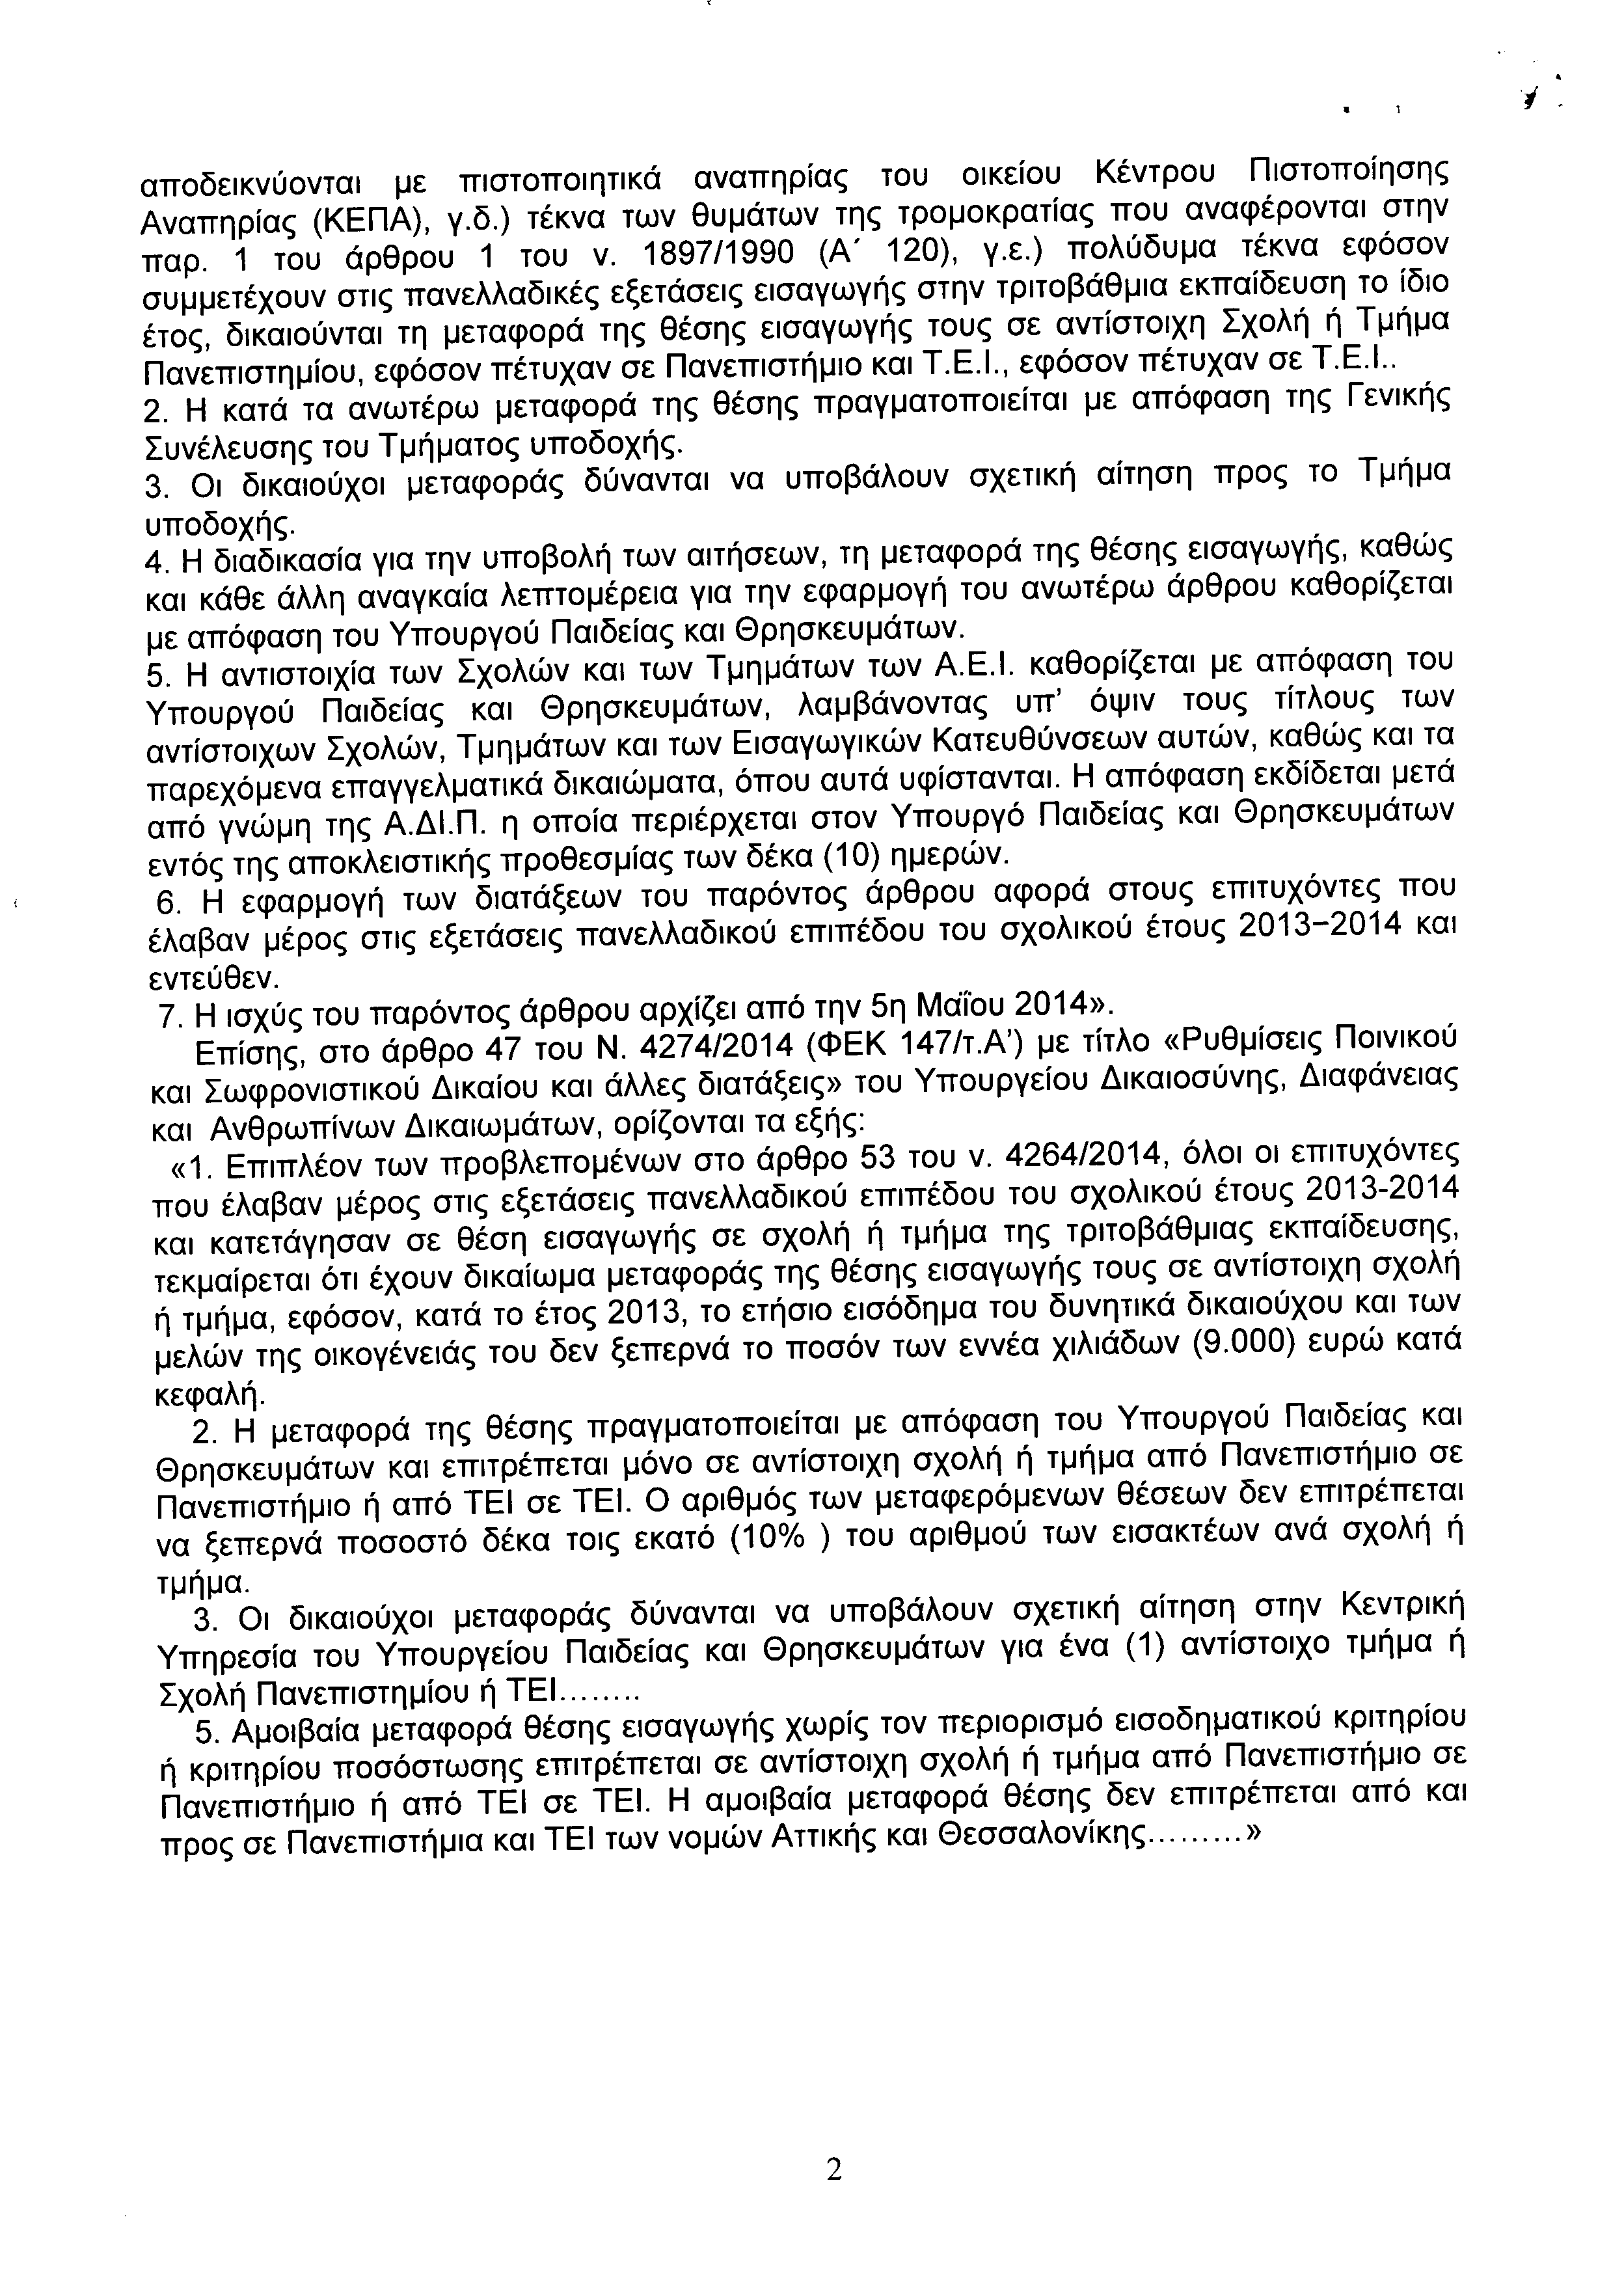 αποδεικνύονται με πιστοποιητικά αναπηρίας του οικείου Κέντρου Πιστοποίησης
Αναπηρίας (ΚΕΠΑ), γ.δ.) τέκνα των θυμάτων της τρομοκρατίας που αναφέρονται στην
παρ. 1 του άρθρου 1 του ν. 1897/1990 (Α΄ 120), γ.ε.) πολύδυμα τέκνα εφόσον
συμμετέχουν στις πανελλαδικές εξετάσεις εισαγωγής στην τριτοβάθμια εκπαίδευση το ίδιο
έτος, δικαιούνται τη μεταφορά της θέσης εισαγωγής τους σε αντίστοιχη Σχολή ή Τμήμα
Πανεπιστημίου, εφόσον πέτυχαν σε Πανεπιστήμιο και Τ.Ε.Ι., εφόσον πέτυχαν σε Τ.Ε.Ι..
2. Η κατά τα ανωτέρω μεταφορά της θέσης πραγματοποιείται με απόφαση της Γενικής
Συνέλευσης του Τμήματος υποδοχής.
3. Οι δικαιούχοι μεταφοράς δύνανται να υποβάλουν σχετική αίτηση προς το Τμήμα
υποδοχής.
4. Η διαδικασία για την υποβολή των αιτήσεων, τη μεταφορά της θέσης εισαγωγής, καθώς
και κάθε άλλη αναγκαία λεπτομέρεια για την εφαρμογή του ανωτέρω άρθρου καθορίζεται
με απόφαση του Υπουργού Παιδείας και Θρησκευμάτων.
5. Η αντιστοιχία των Σχολών και των Τμημάτων των Α.Ε.Ι. καθορίζεται με απόφαση του
Υπουργού Παιδείας και Θρησκευμάτων, λαμβάνοντας υπ’ όψιν τους τίτλους των
αντίστοιχων Σχολών, Τμημάτων και των Εισαγωγικών Κατευθύνσεων αυτών, καθώς και τα
παρεχόμενα επαγγελματικά δικαιώματα, όπου αυτά υφίστανται. Η απόφαση εκδίδεται μετά
από γνώμη της Α.ΔΙ.Π. η οποία περιέρχεται στον Υπουργό Παιδείας και Θρησκευμάτων
εντός της αποκλειστικής προθεσμίας των δέκα (10) ημερών.
6. Η εφαρμογή των διατάξεων του παρόντος άρθρου αφορά στους επιτυχόντες που
έλαβαν μέρος στις εξετάσεις πανελλαδικού επιπέδου του σχολικού έτους 2013−2014 και
εντεύθεν.
7. Η ισχύς του παρόντος άρθρου αρχίζει από την 5η Μαΐου 2014».
Επίσης, στο άρθρο 47 του Ν. 4274/2014 (ΦΕΚ 147/τ.Α’) με τίτλο «Ρυθμίσεις Ποινικού
και Σωφρονιστικού Δικαίου και άλλες διατάξεις» του Υπουργείου Δικαιοσύνης, Διαφάνειας
και Ανθρωπίνων Δικαιωμάτων, ορίζονται τα εξής:
«1. Επιπλέον των προβλεπομένων στο άρθρο 53 του ν. 4264/2014, όλοι οι επιτυχόντες
που έλαβαν μέρος στις εξετάσεις πανελλαδικού επιπέδου του σχολικού έτους 2013-2014
και κατετάγησαν σε θέση εισαγωγής σε σχολή ή τμήμα της τριτοβάθμιας εκπαίδευσης,
τεκμαίρεται ότι έχουν δικαίωμα μεταφοράς της θέσης εισαγωγής τους σε αντίστοιχη σχολή
ή τμήμα, εφόσον, κατά το έτος 2013, το ετήσιο εισόδημα του δυνητικά δικαιούχου και των
μελών της οικογένειάς του δεν ξεπερνά το ποσόν των εννέα χιλιάδων (9.000) ευρώ κατά
κεφαλή.
2. Η μεταφορά της θέσης πραγματοποιείται με απόφαση του Υπουργού Παιδείας και
Θρησκευμάτων και επιτρέπεται μόνο σε αντίστοιχη σχολή ή τμήμα από Πανεπιστήμιο σε
Πανεπιστήμιο ή από ΤΕΙ σε ΤΕΙ. Ο αριθμός των μεταφερόμενων θέσεων δεν επιτρέπεται
να ξεπερνά ποσοστό δέκα τοις εκατό (10% ) του αριθμού των εισακτέων ανά σχολή ή
τμήμα.
3. Οι δικαιούχοι μεταφοράς δύνανται να υποβάλουν σχετική αίτηση στην Κεντρική
Υπηρεσία του Υπουργείου Παιδείας και Θρησκευμάτων για ένα (1) αντίστοιχο τμήμα ή
Σχολή Πανεπιστημίου ή ΤΕΙ........
5. Αμοιβαία μεταφορά θέσης εισαγωγής χωρίς τον περιορισμό εισοδηματικού κριτηρίου
ή κριτηρίου ποσόστωσης επιτρέπεται σε αντίστοιχη σχολή ή τμήμα από Πανεπιστήμιο σε
Πανεπιστήμιο ή από ΤΕΙ σε ΤΕΙ. Η αμοιβαία μεταφορά θέσης δεν επιτρέπεται από και
προς σε Πανεπιστήμια και ΤΕΙ των νομών Αττικής και Θεσσαλονίκης.........»
2